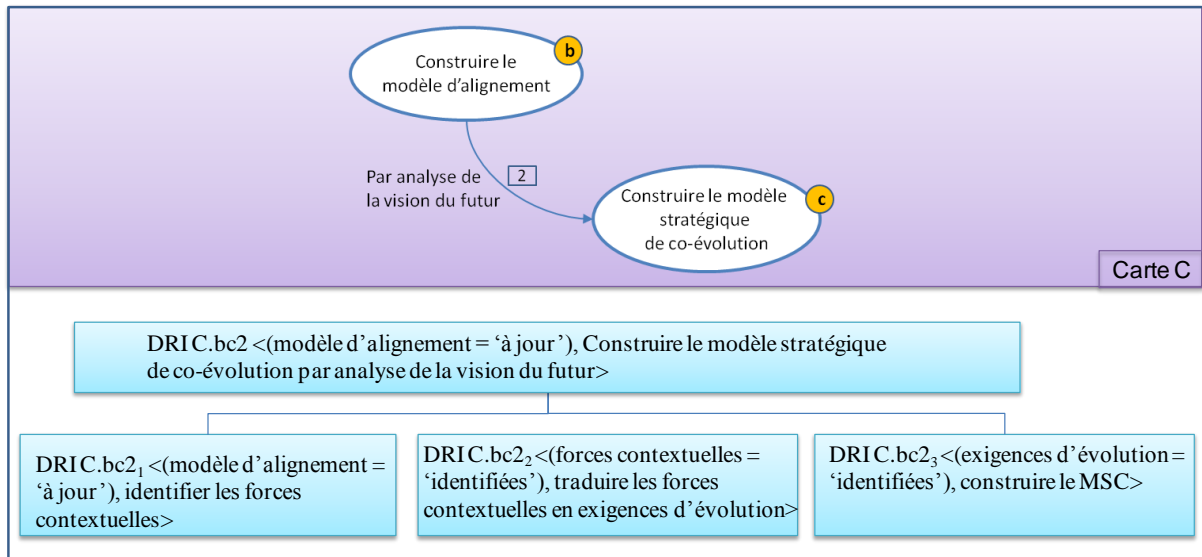 Construire le
modèle d'alignement
b
Par analyse de
la vision du futur
2
Construire le modèle
stratégique
de co-évolution
c
Carte C
DRIC.bc2 <(modèle d'alignement = 'à jour'), Construire le modèle stratégique
de co-évolution par analyse de la vision du futur>
DRIC.bc2₁ <(modèle d'alignement =
'à jour'), identifier les forces
contextuelles>
DRIC.bc2₂ <(forces contextuelles =
'identifiées'), traduire les forces
contextuelles en exigences d'évolution>
DRIC.bc2₃ <(exigences d'évolution =
'identifiées'), construire le MSC>